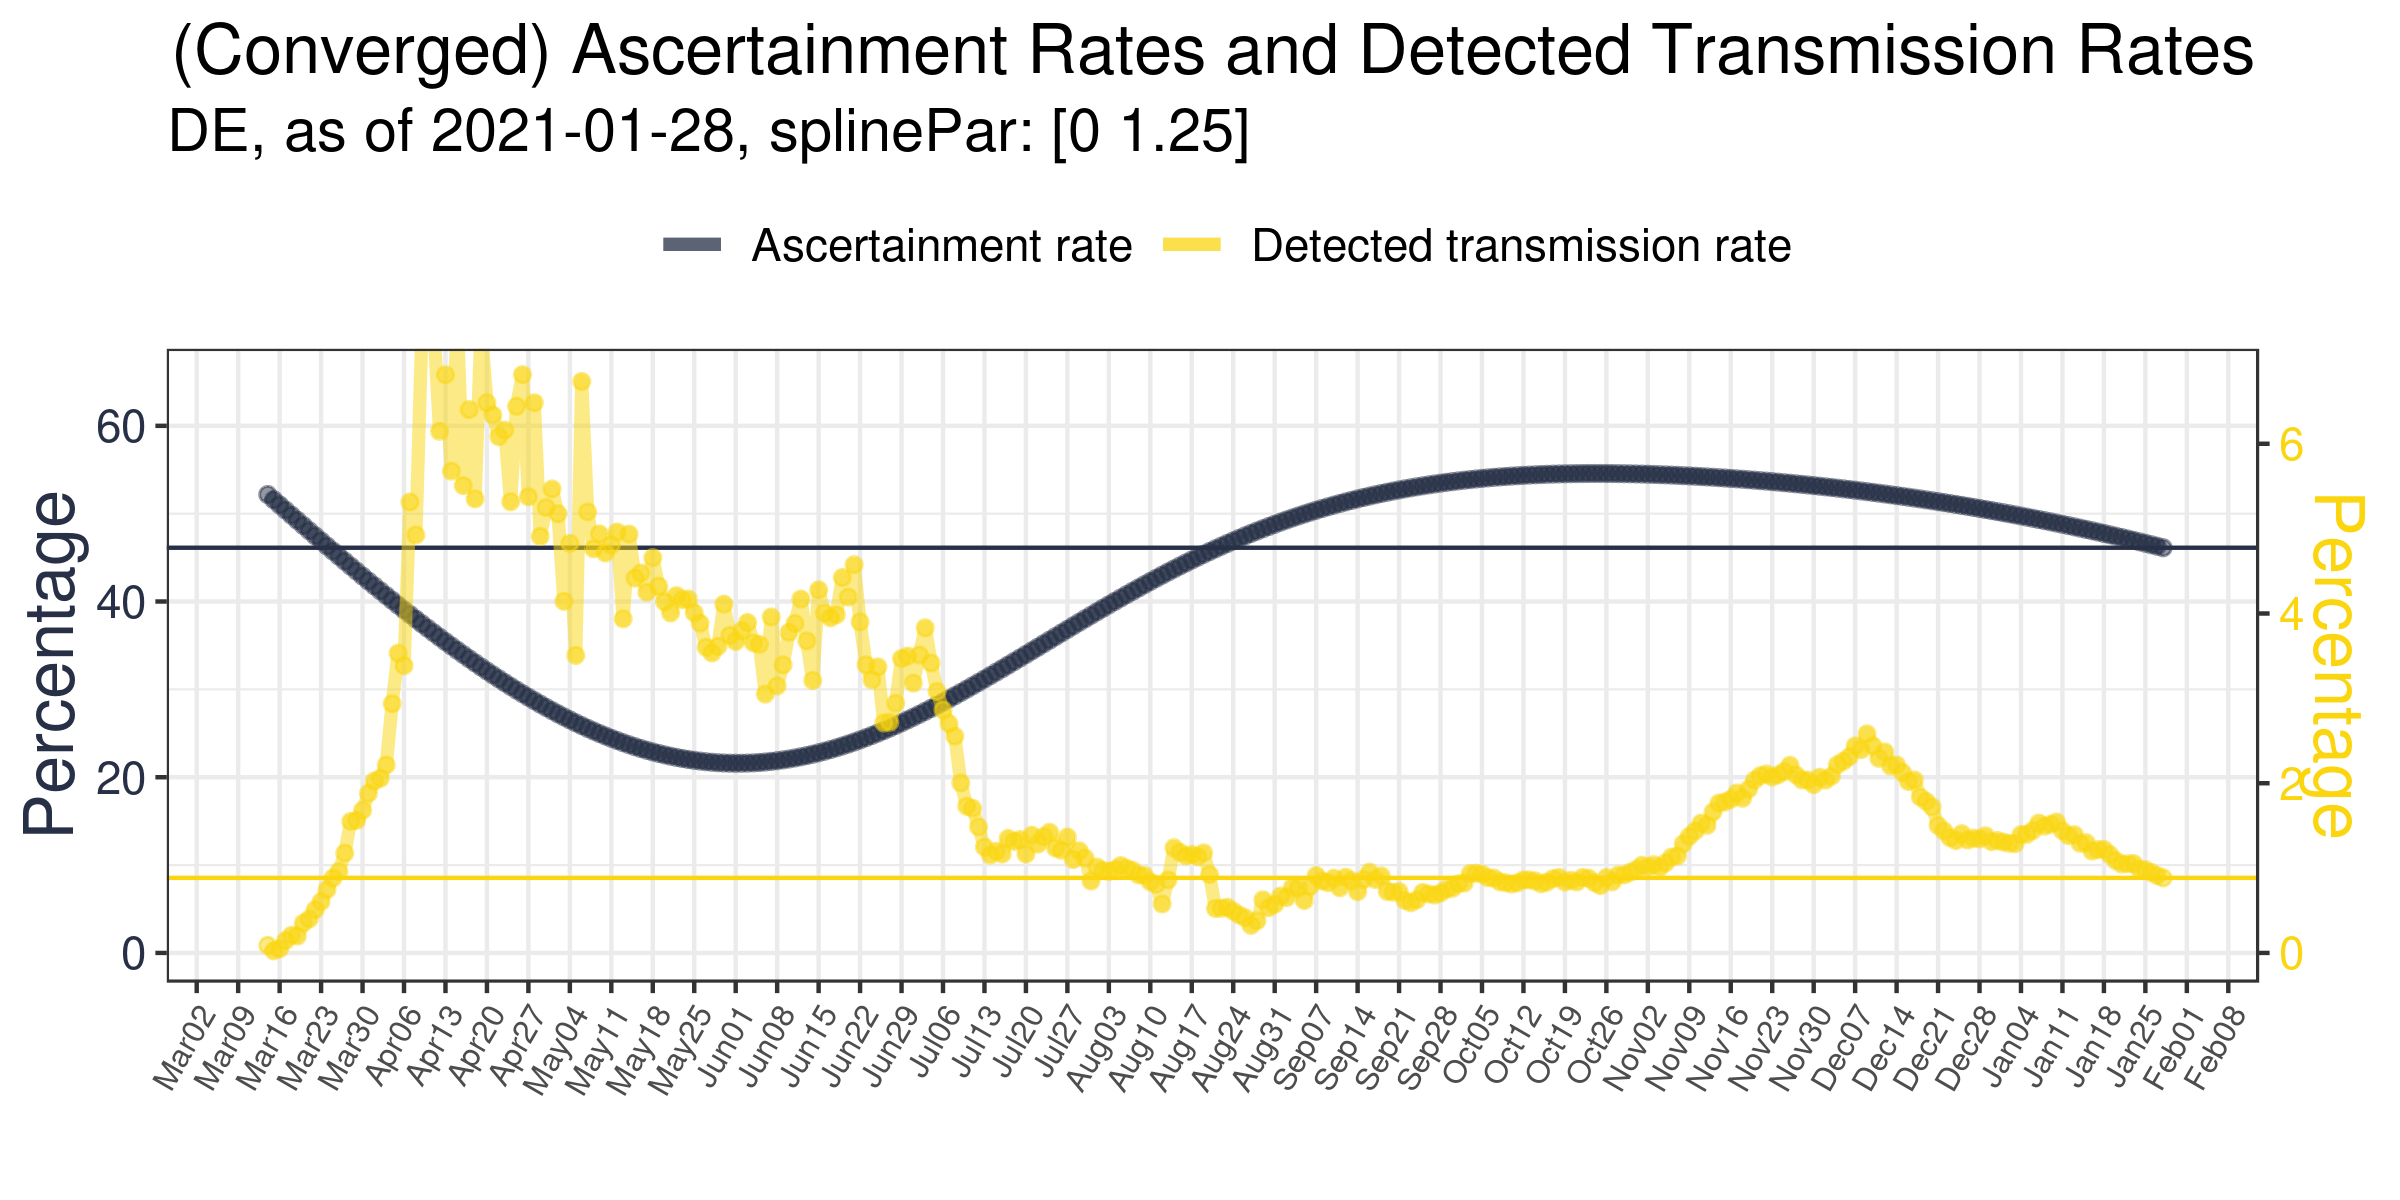 (Converged) Ascertainment Rates and Detected Transmission Rates
DE, as of 2021-01-28, splinePar: [0 1.25]
Ascertainment rate Detected transmission rate
Percentage
60
40
20
0
6
4
2
0
Percentage
Mar02 Mar09 Mar16 Mar23 Mar30 Apr06 Apr13 Apr20 Apr27 May04 May11 May18 May25 Jun01 Jun08 Jun15 Jun22 Jun29 Jul06 Jul13 Jul20 Jul27 Aug03 Aug10 Aug17 Aug24 Aug31 Sep07 Sep14 Sep21 Sep28 Oct05 Oct12 Oct19 Oct26 Nov02 Nov09 Nov16 Nov23 Nov30 Dec07 Dec14 Dec21 Dec28 Jan04 Jan11 Jan18 Jan25 Feb01 Feb08